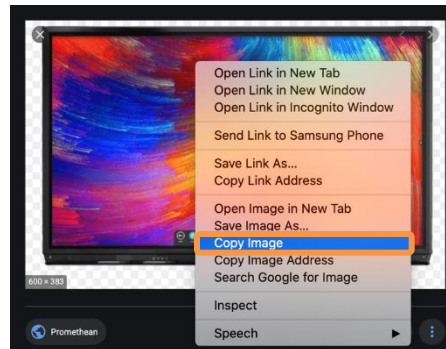 Open Link in New Tab
Open Link in New Window
Open Link in Incognito Window
Send Link to Samsung Phone
Save Link As...
Copy Link Address
Open Image in New Tab
Save Image As...
Copy Image
Copy Image Address
Search Google for Image
600 × 383
Inspect
Promethean
Speech